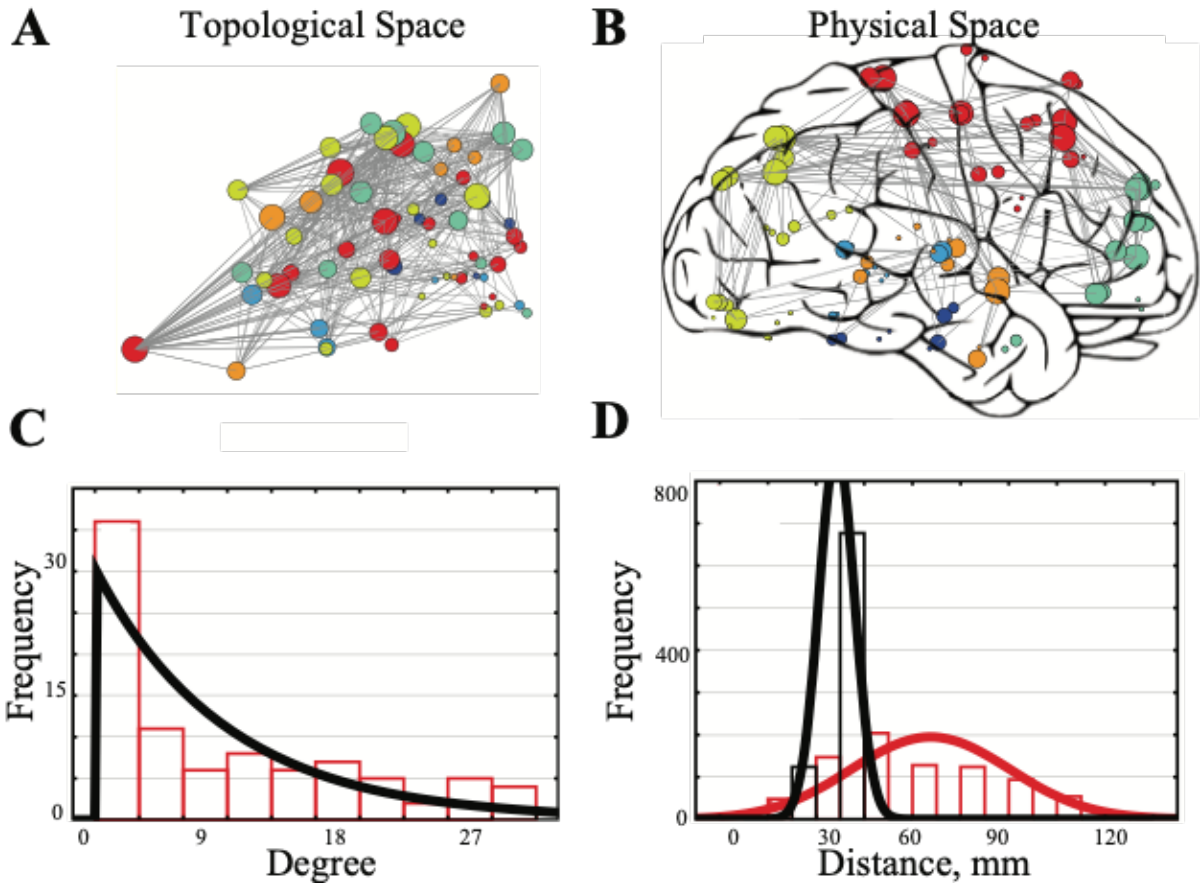 A
Topological Space
B
Physical Space
C
D
Frequency
30
15
0
0
9
18
27
Degree
Frequency
800
400
0
0
30
60
90
120
Distance, mm